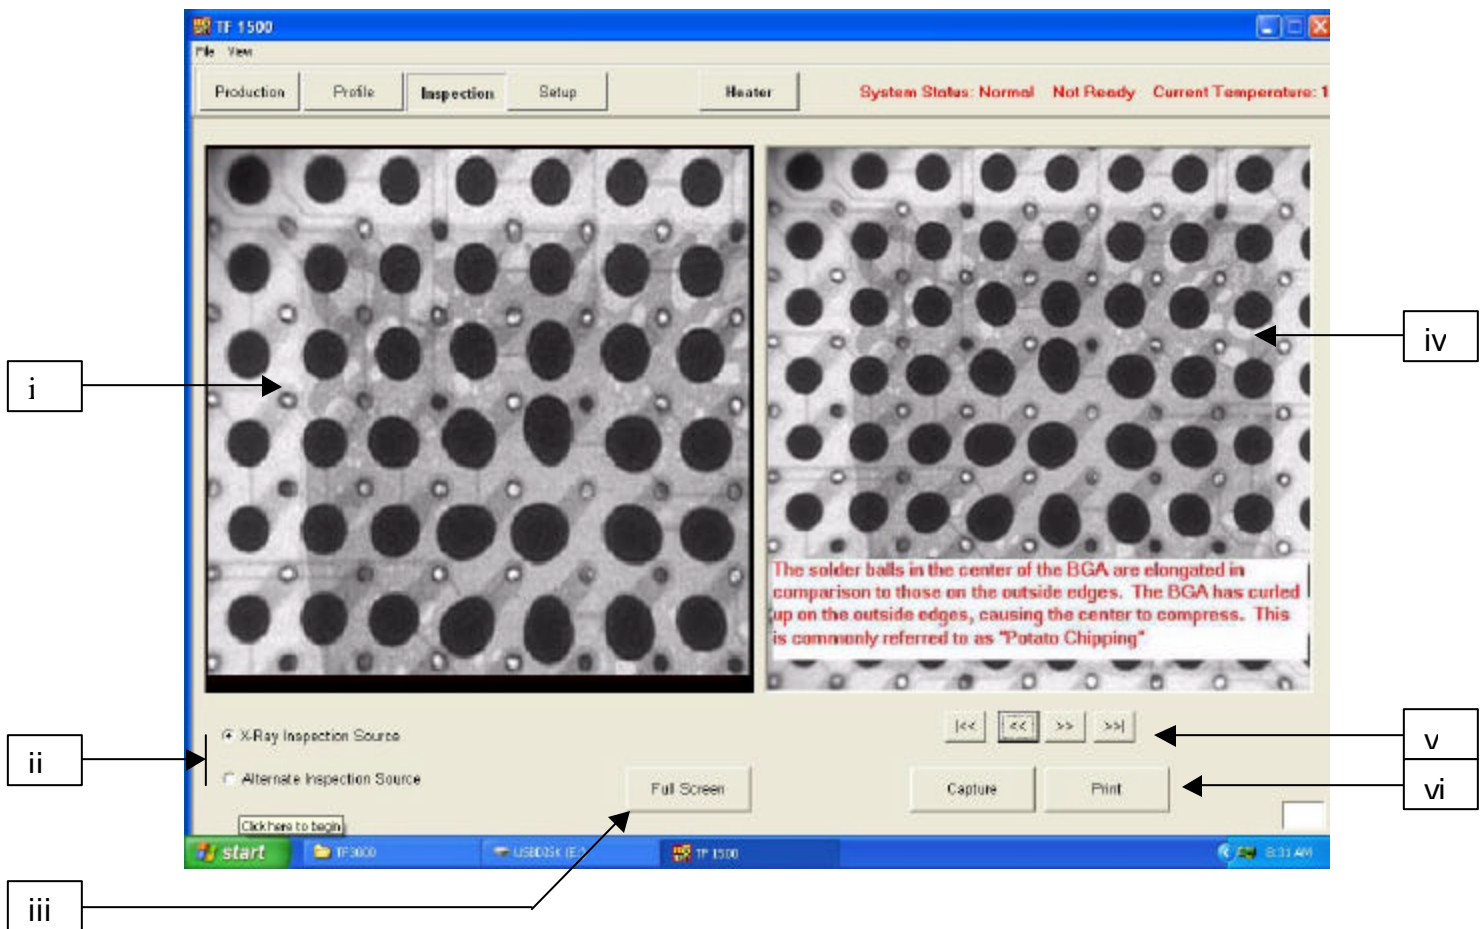 TF 1500
File View
Production Profile Inspection Setup Heater System Status: Normal Not Ready Current Temperature: 1
i
iv
The solder balls in the center of the BGA are elongated in
comparison to those on the outside edges. The BGA has curled
up on the outside edges, causing the center to compress. This
is commonly referred to as "Potato Chipping"
|<< << >> >>|
v
X-Ray Inspection Source
ii
Alternate Inspection Source
Full Screen Capture Print
vi
Click here to begin
start TF3000 USBDISK (E:) TF 1500 8:31 AM
iii